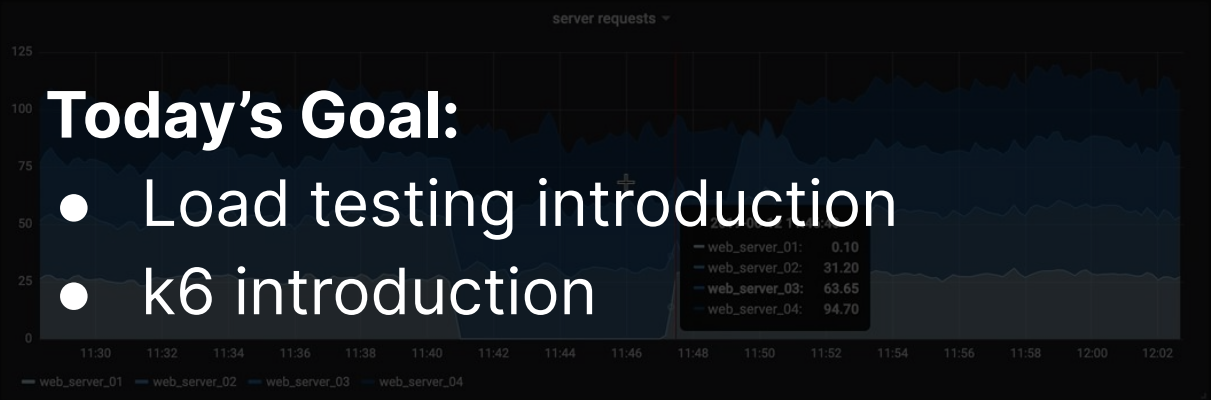 server requests
125
Today's Goal:
100
75
● Load testing introduction
50
web_server_01: 0.10
25
web_server_02: 31.20
● k6 introduction
web_server_03: 63.65
web_server_04: 94.70
0
11:30 11:32 11:34 11:36 11:38 11:40 11:42 11:44 11:46 11:48 11:50 11:52 11:54 11:56 11:58 12:00 12:02
web_server_01 web_server_02 web_server_03 web_server_04